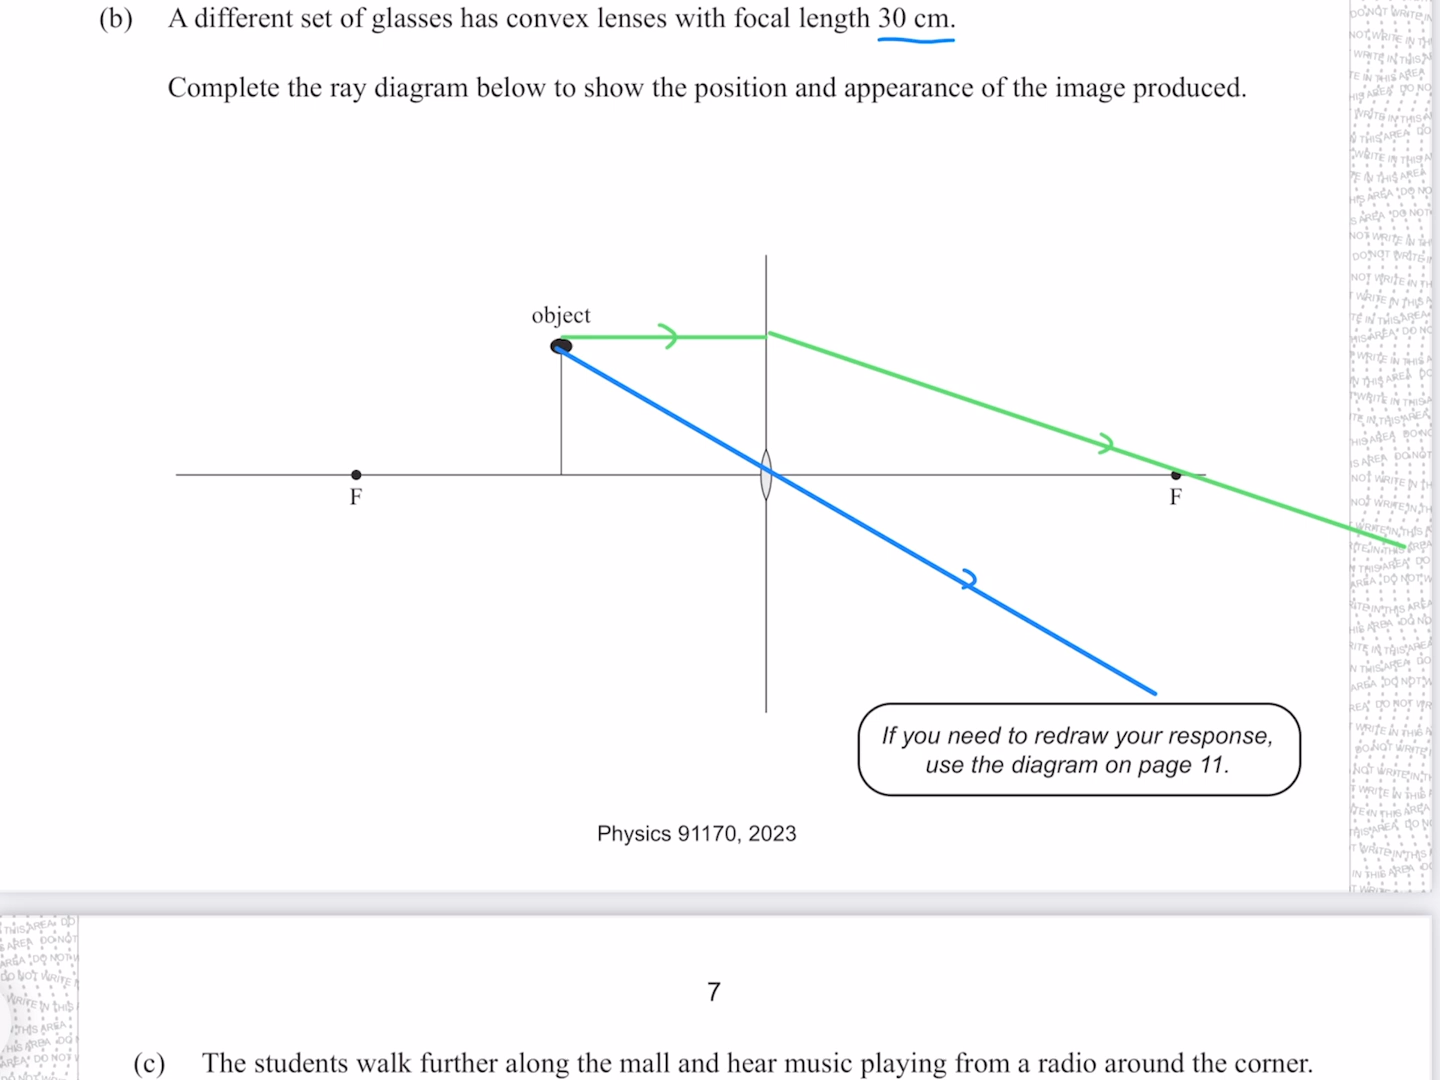 (b) A different set of glasses has convex lenses with focal length 30 cm.
Complete the ray diagram below to show the position and appearance of the image produced.
object
F
F
If you need to redraw your response,
use the diagram on page 11.
Physics 91170, 2023
7
(c) The students walk further along the mall and hear music playing from a radio around the corner.